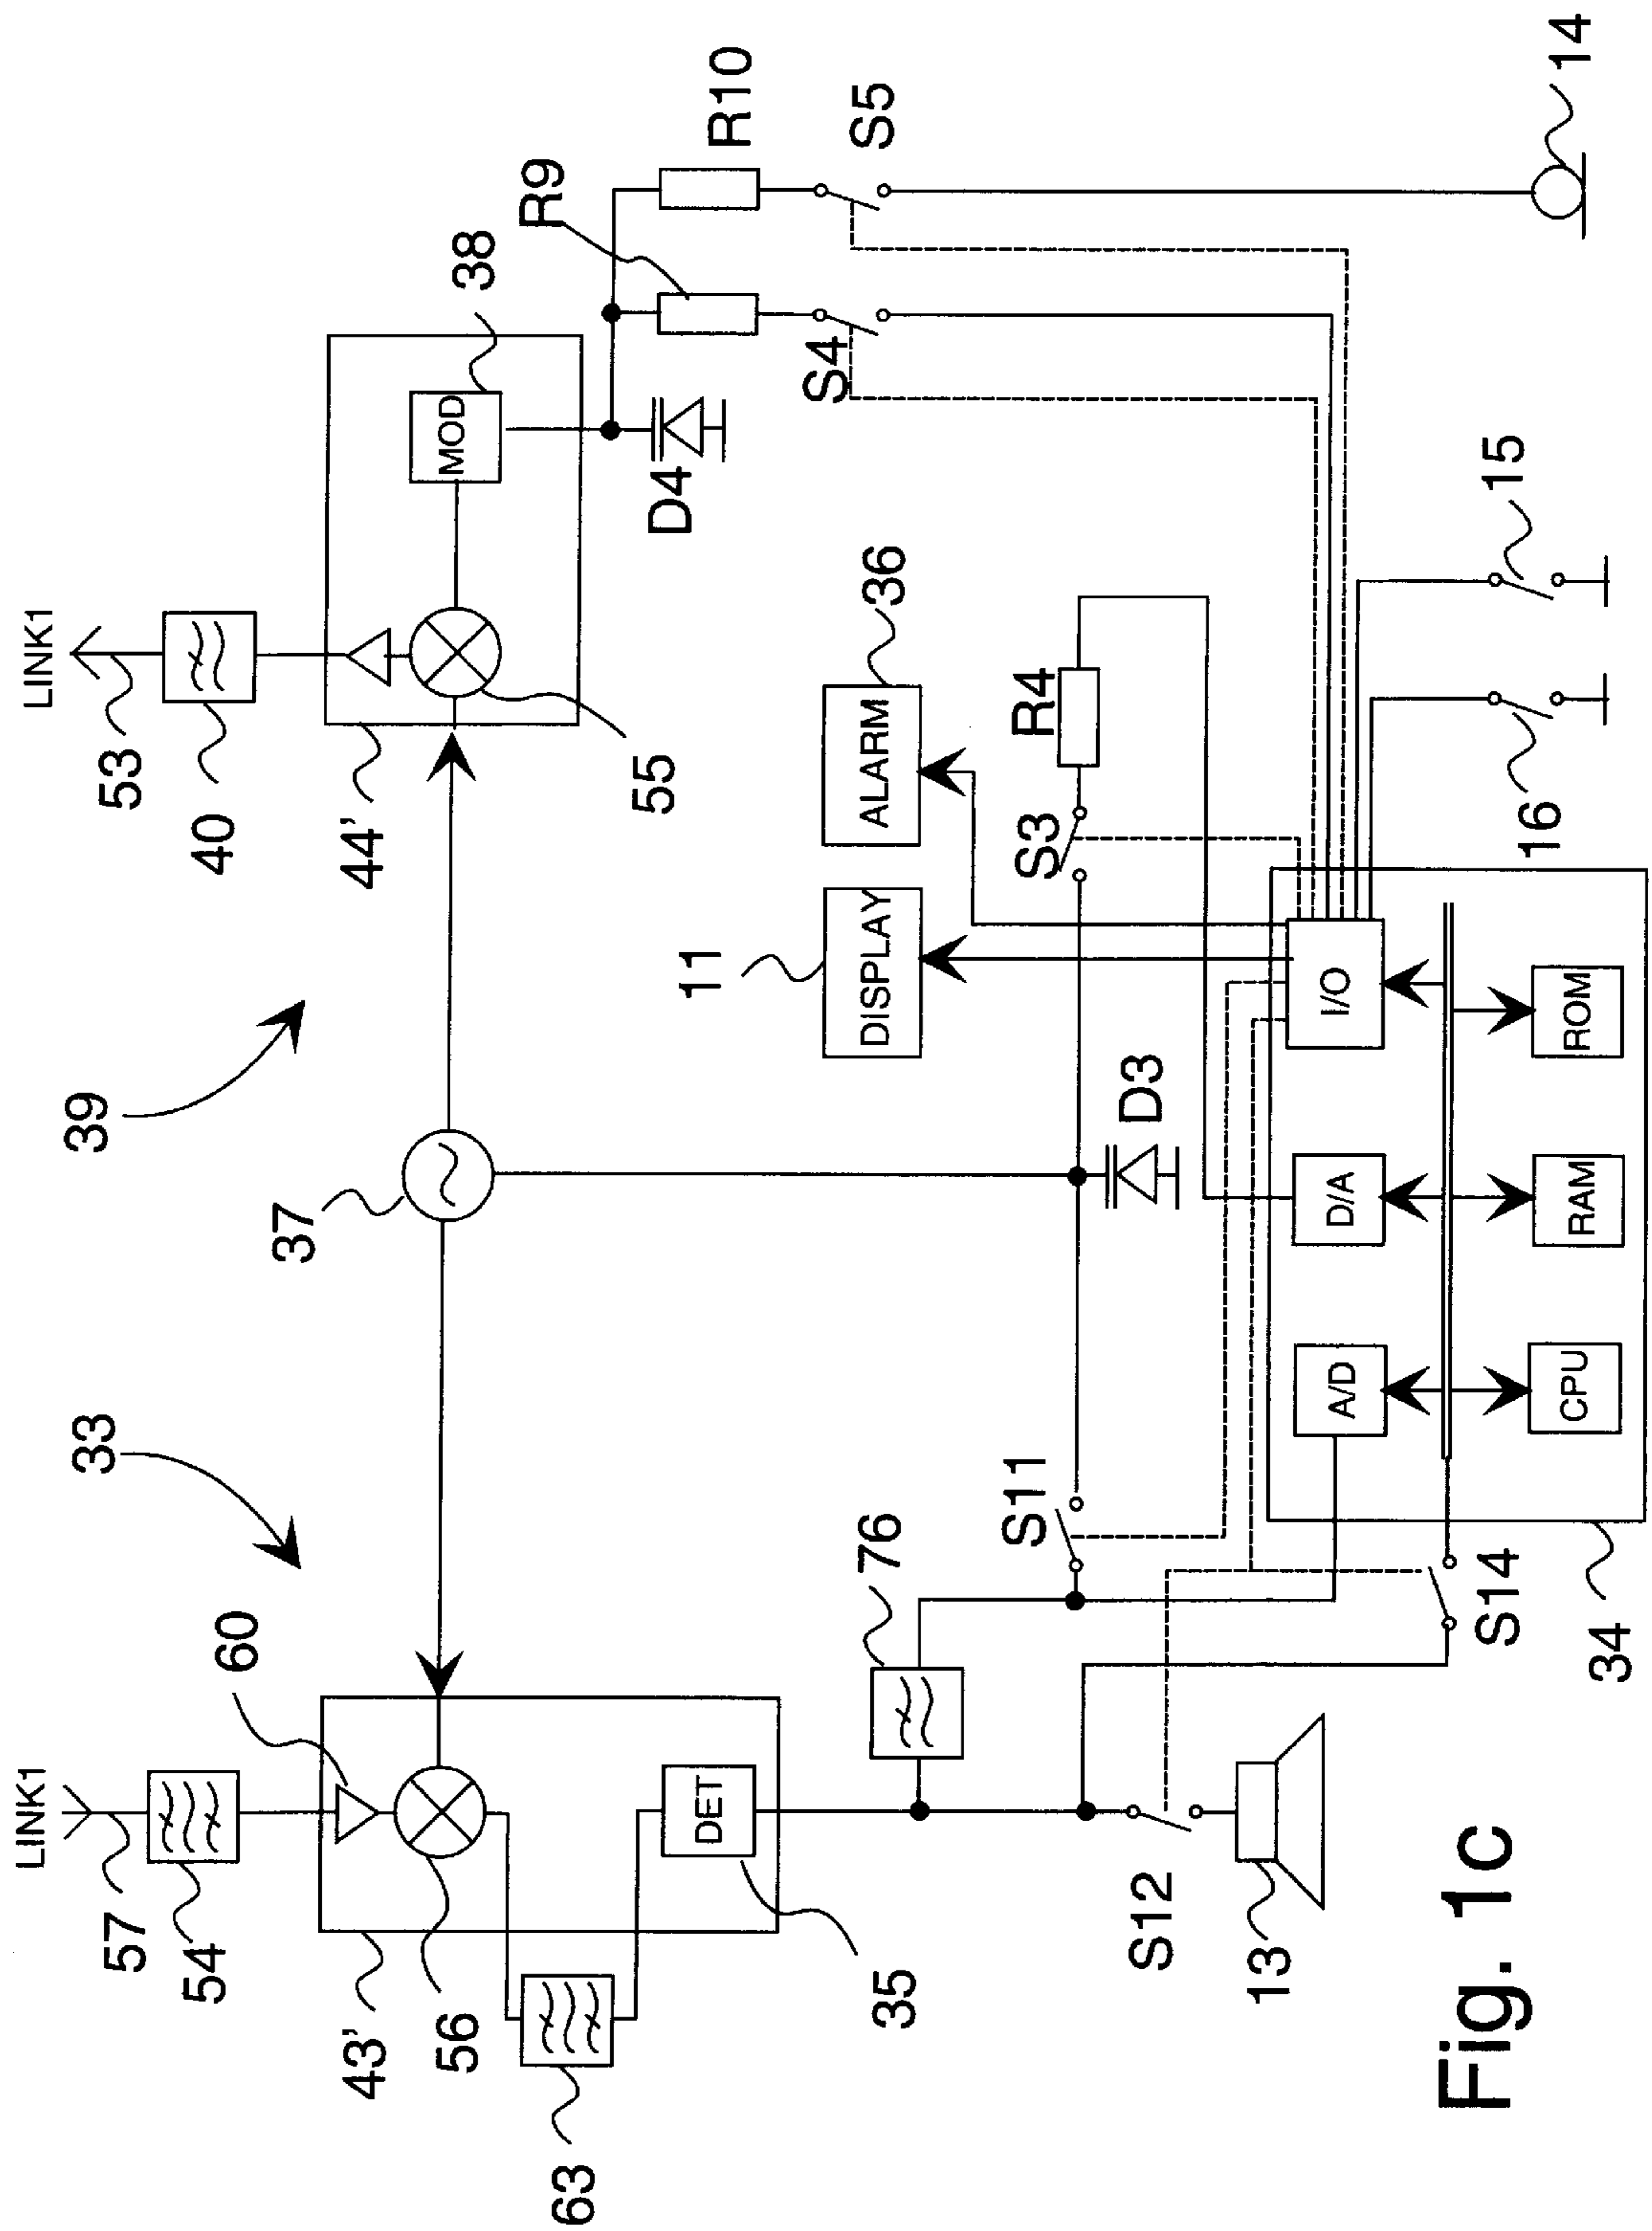 LINK1
57
54
60
33
43'
56
63
35
76
S12
13
S11
S14
34
37
39
D3
11
DISPLAY
ALARM
36
S3
R4
A/D
D/A
I/O
CPU
RAM
ROM
DET
LINK1
53
40
44'
55
MOD
38
D4
R9
R10
S4
S5
15
16
14
Fig. 1c